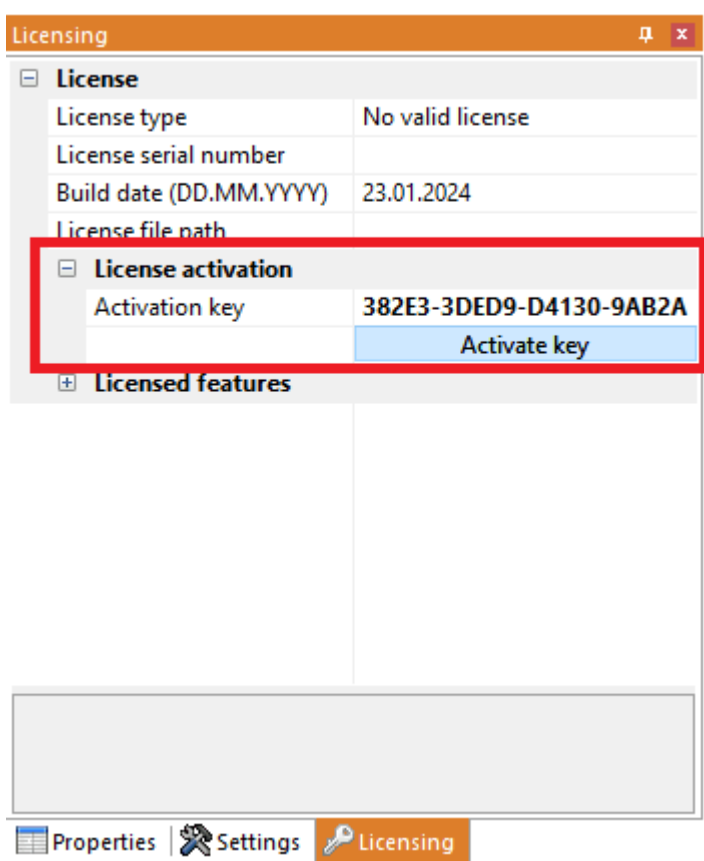 Licensing
License
License type No valid license
License serial number
Build date (DD.MM.YYYY) 23.01.2024
License file path
License activation
Activation key 382E3-3DED9-D4130-9AB2A
Activate key
Licensed features
Properties Settings Licensing